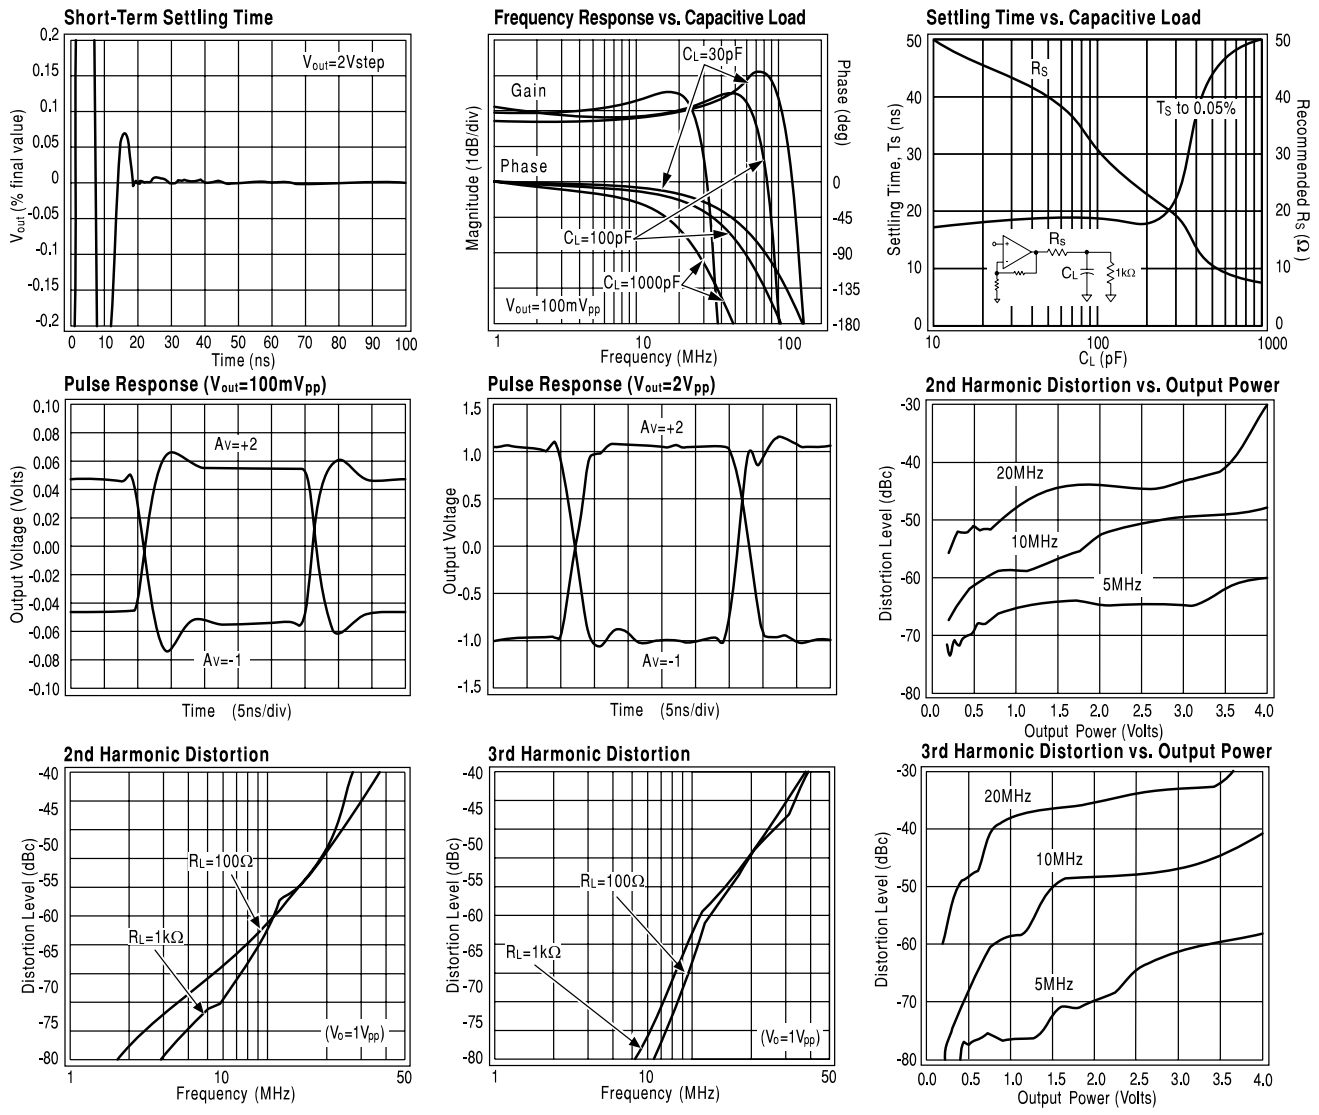 Short-Term Settling Time
0.2
0.15
0.1
0.05
0
-0.05
-0.1
-0.15
-0.2
Vout (% final value)
Vout=2Vstep
0 10 20 30 40 50 60 70 80 90 100
Time (ns)
Frequency Response vs. Capacitive Load
Magnitude (1dB/div)
CL=30pF
Gain
Phase
CL=100pF
CL=1000pF
Vout=100mVpp
Phase (deg)
0
-45
-90
-135
-180
1 10 100
Frequency (MHz)
Settling Time vs. Capacitive Load
50
40
30
20
10
0
Settling Time, Ts (ns)
Rs
Ts to 0.05%
+
-
Rs
CL
1kΩ
50
40
30
20
10
0
Recommended Rs (Ω)
10 100 1000
CL (pF)
Pulse Response (Vout=100mVpp)
0.10
0.08
0.06
0.04
0.02
0.00
-0.02
-0.04
-0.06
-0.08
-0.10
Output Voltage (Volts)
Av=+2
Av=-1
Time (5ns/div)
Pulse Response (Vout=2Vpp)
1.5
1.0
0.5
0.0
-0.5
-1.0
-1.5
Output Voltage
Av=+2
Av=-1
Time (5ns/div)
2nd Harmonic Distortion vs. Output Power
-30
-40
-50
-60
-70
-80
Distortion Level (dBc)
20MHz
10MHz
5MHz
0.0 0.5 1.0 1.5 2.0 2.5 3.0 3.5 4.0
Output Power (Volts)
2nd Harmonic Distortion
-40
-45
-50
-55
-60
-65
-70
-75
-80
Distortion Level (dBc)
RL=100Ω
RL=1kΩ
(Vo=1Vpp)
1 10 50
Frequency (MHz)
3rd Harmonic Distortion
-40
-45
-50
-55
-60
-65
-70
-75
-80
Distortion Level (dBc)
RL=100Ω
RL=1kΩ
(Vo=1Vpp)
1 10 50
Frequency (MHz)
3rd Harmonic Distortion vs. Output Power
-30
-40
-50
-60
-70
-80
Distortion Level (dBc)
20MHz
10MHz
5MHz
0.0 0.5 1.0 1.5 2.0 2.5 3.0 3.5 4.0
Output Power (Volts)